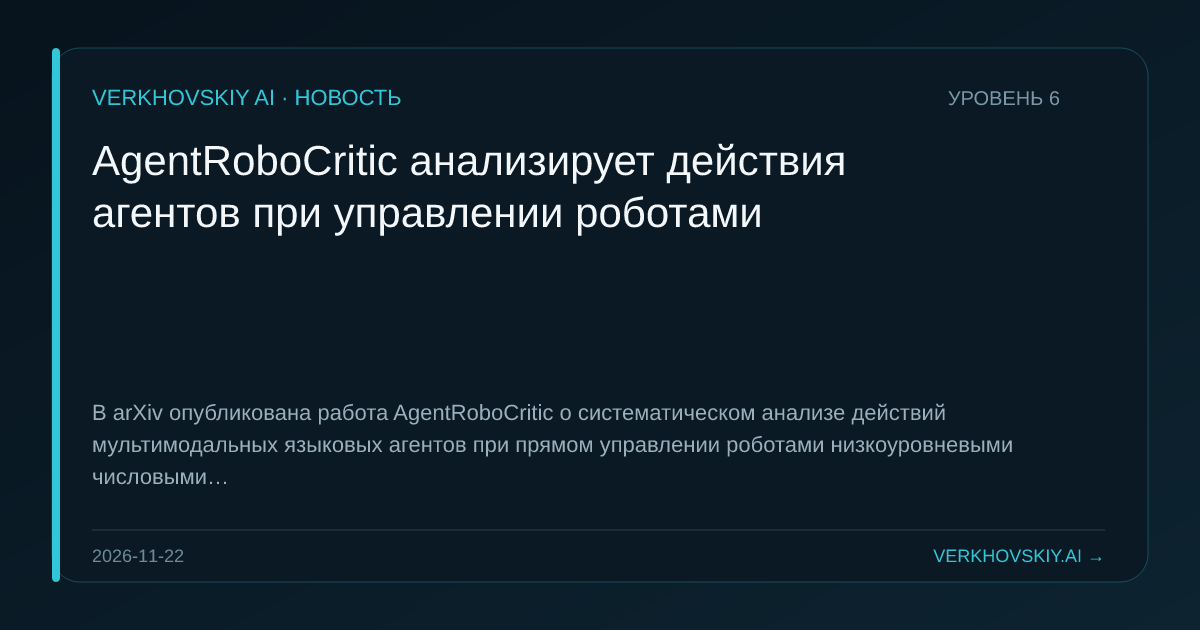 VERKHOVSKIY AI · НОВОСТЬ
УРОВЕНЬ 6
AgentRoboCritic анализирует действия
агентов при управлении роботами
В arXiv опубликована работа AgentRoboCritic о систематическом анализе действий
мультимодальных языковых агентов при прямом управлении роботами низкоуровневыми
числовыми…
2026-11-22
VERKHOVSKIY.AI →